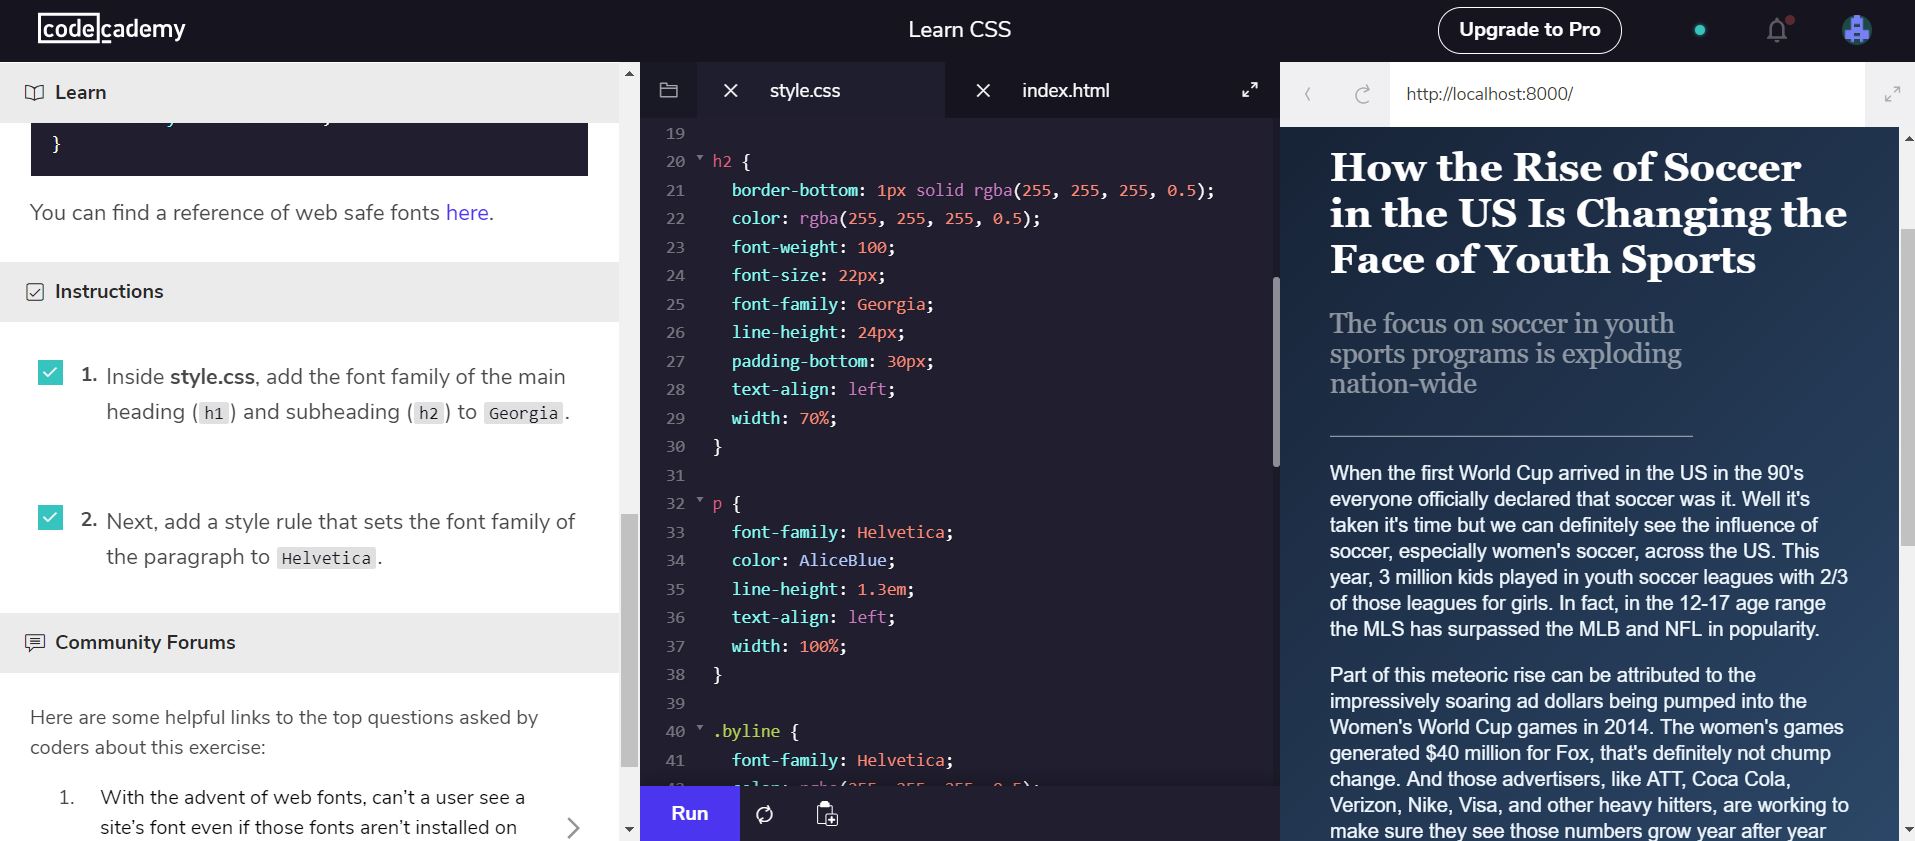 codecademy
Learn CSS
Upgrade to Pro
Learn
}
You can find a reference of web safe fonts here.
Instructions
1. Inside style.css, add the font family of the main
heading (h1) and subheading (h2) to Georgia.
2. Next, add a style rule that sets the font family of
the paragraph to Helvetica.
Community Forums
Here are some helpful links to the top questions asked by
coders about this exercise:
1. With the advent of web fonts, can’t a user see a
site’s font even if those fonts aren’t installed on
style.css
index.html
19
20 h2 {
21 border-bottom: 1px solid rgba(255, 255, 255, 0.5);
22 color: rgba(255, 255, 255, 0.5);
23 font-weight: 100;
24 font-size: 22px;
25 font-family: Georgia;
26 line-height: 24px;
27 padding-bottom: 30px;
28 text-align: left;
29 width: 70%;
30 }
31
32 p {
33 font-family: Helvetica;
34 color: AliceBlue;
35 line-height: 1.3em;
36 text-align: left;
37 width: 100%;
38 }
39
40 .byline {
41 font-family: Helvetica;
Run
http://localhost:8000/
How the Rise of Soccer
in the US Is Changing the
Face of Youth Sports
The focus on soccer in youth
sports programs is exploding
nation-wide
When the first World Cup arrived in the US in the 90's
everyone officially declared that soccer was it. Well it's
taken it's time but we can definitely see the influence of
soccer, especially women's soccer, across the US. This
year, 3 million kids played in youth soccer leagues with 2/3
of those leagues for girls. In fact, in the 12-17 age range
the MLS has surpassed the MLB and NFL in popularity.
Part of this meteoric rise can be attributed to the
impressively soaring ad dollars being pumped into the
Women's World Cup games in 2014. The women's games
generated $40 million for Fox, that's definitely not chump
change. And those advertisers, like ATT, Coca Cola,
Verizon, Nike, Visa, and other heavy hitters, are working to
make sure they see those numbers grow year after year